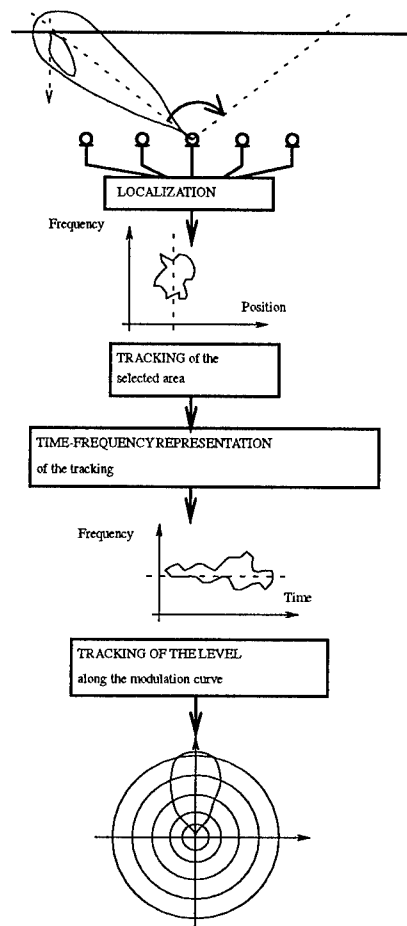 LOCALIZATION
Frequency
Position
TRACKING of the
selected area
TIME-FREQUENCY REPRESENTATION
of the tracking
Frequency
Time
TRACKING OF THE LEVEL
along the modulation curve